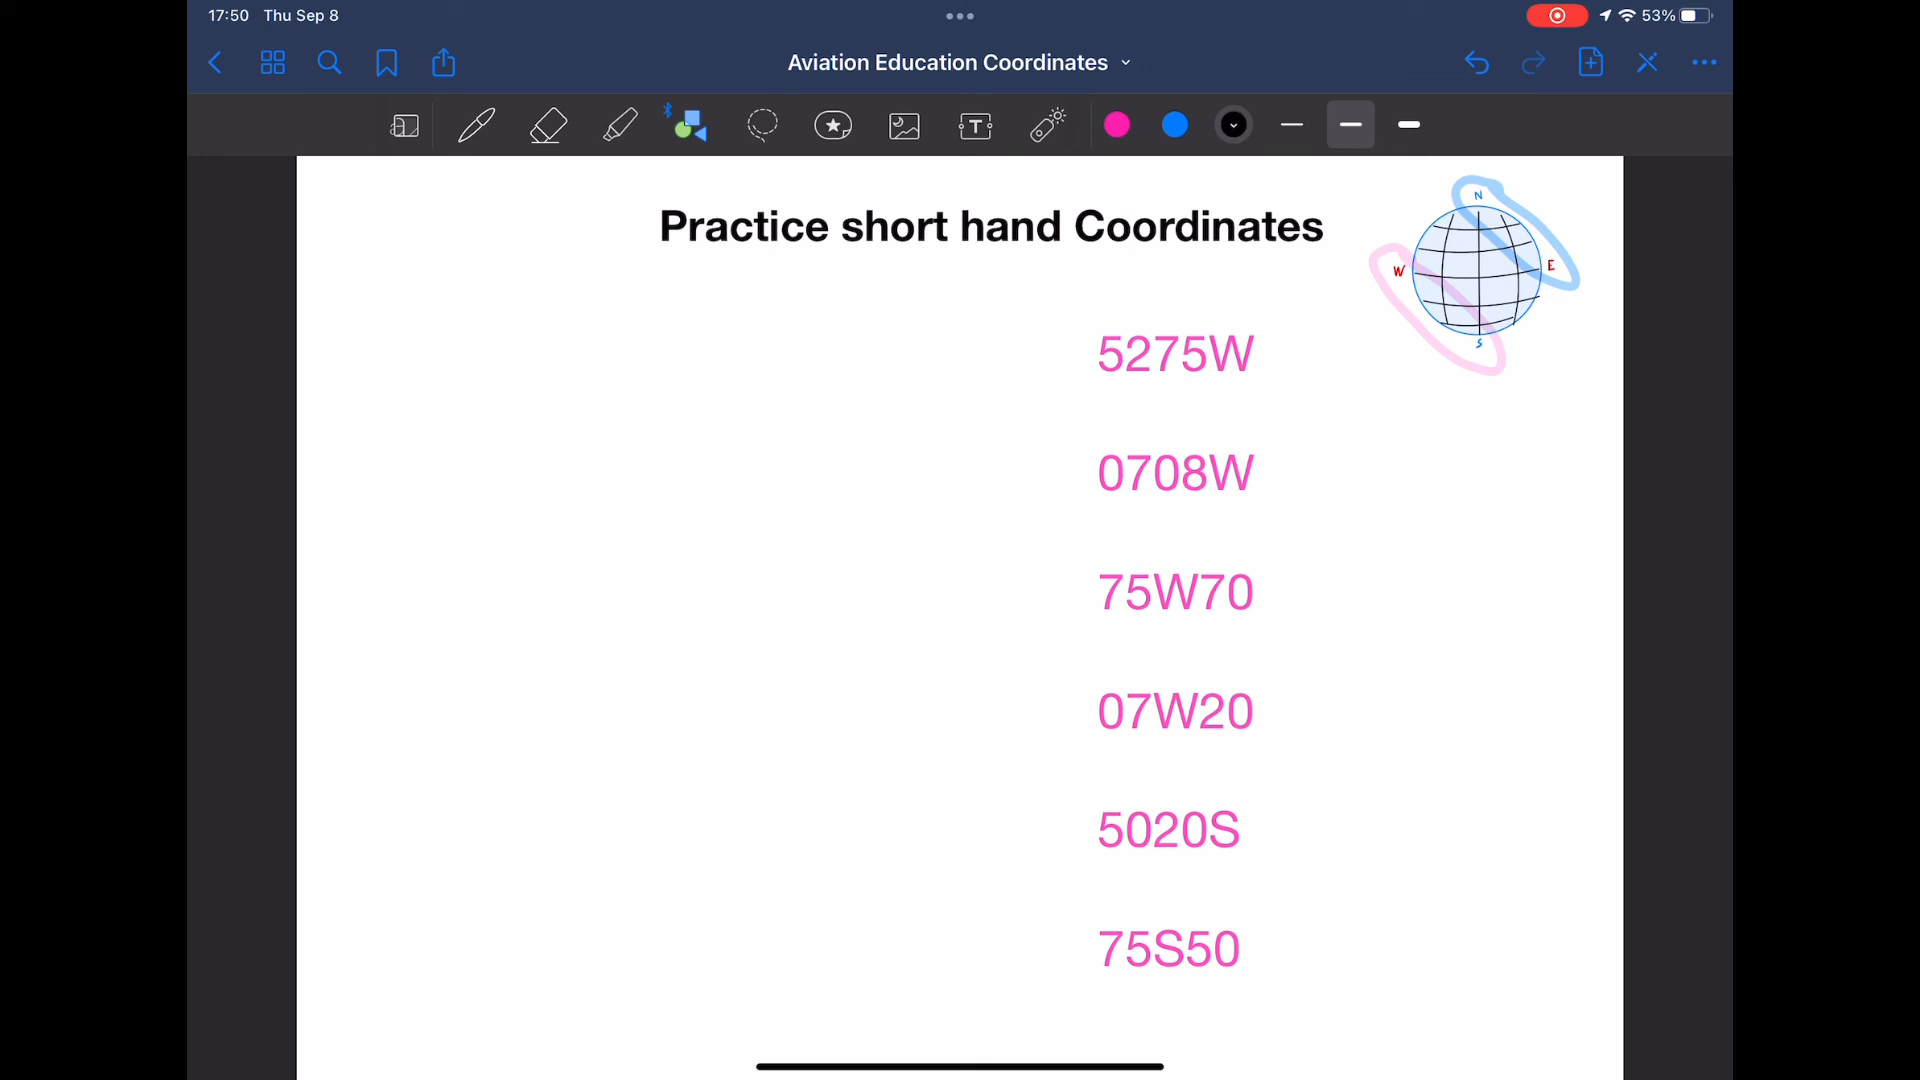 17:50 Thu Sep 8
53%
Aviation Education Coordinates
T
Practice short hand Coordinates
N
W
E
S
5275W
0708W
75W70
07W20
5020S
75S50